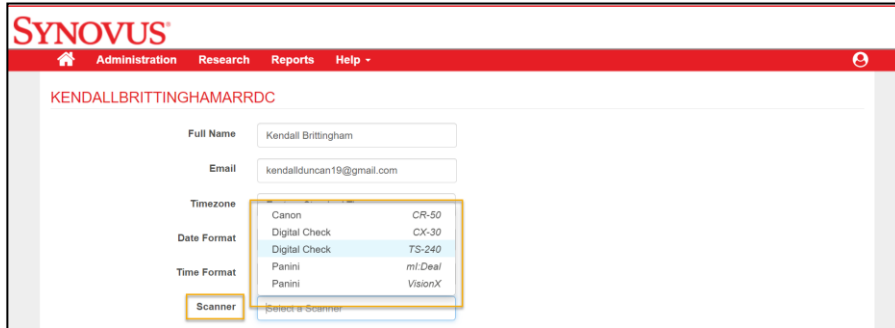 SYNOVUS®
Administration Research Reports Help
KENDALLBRITTINGHAMARRDC
Full Name Kendall Brittingham
Email kendallduncan19@gmail.com
Timezone
Canon CR-50
Date Format Digital Check CX-30
Digital Check TS-240
Time Format Panini mI:Deal
Panini VisionX
Scanner Select a Scanner